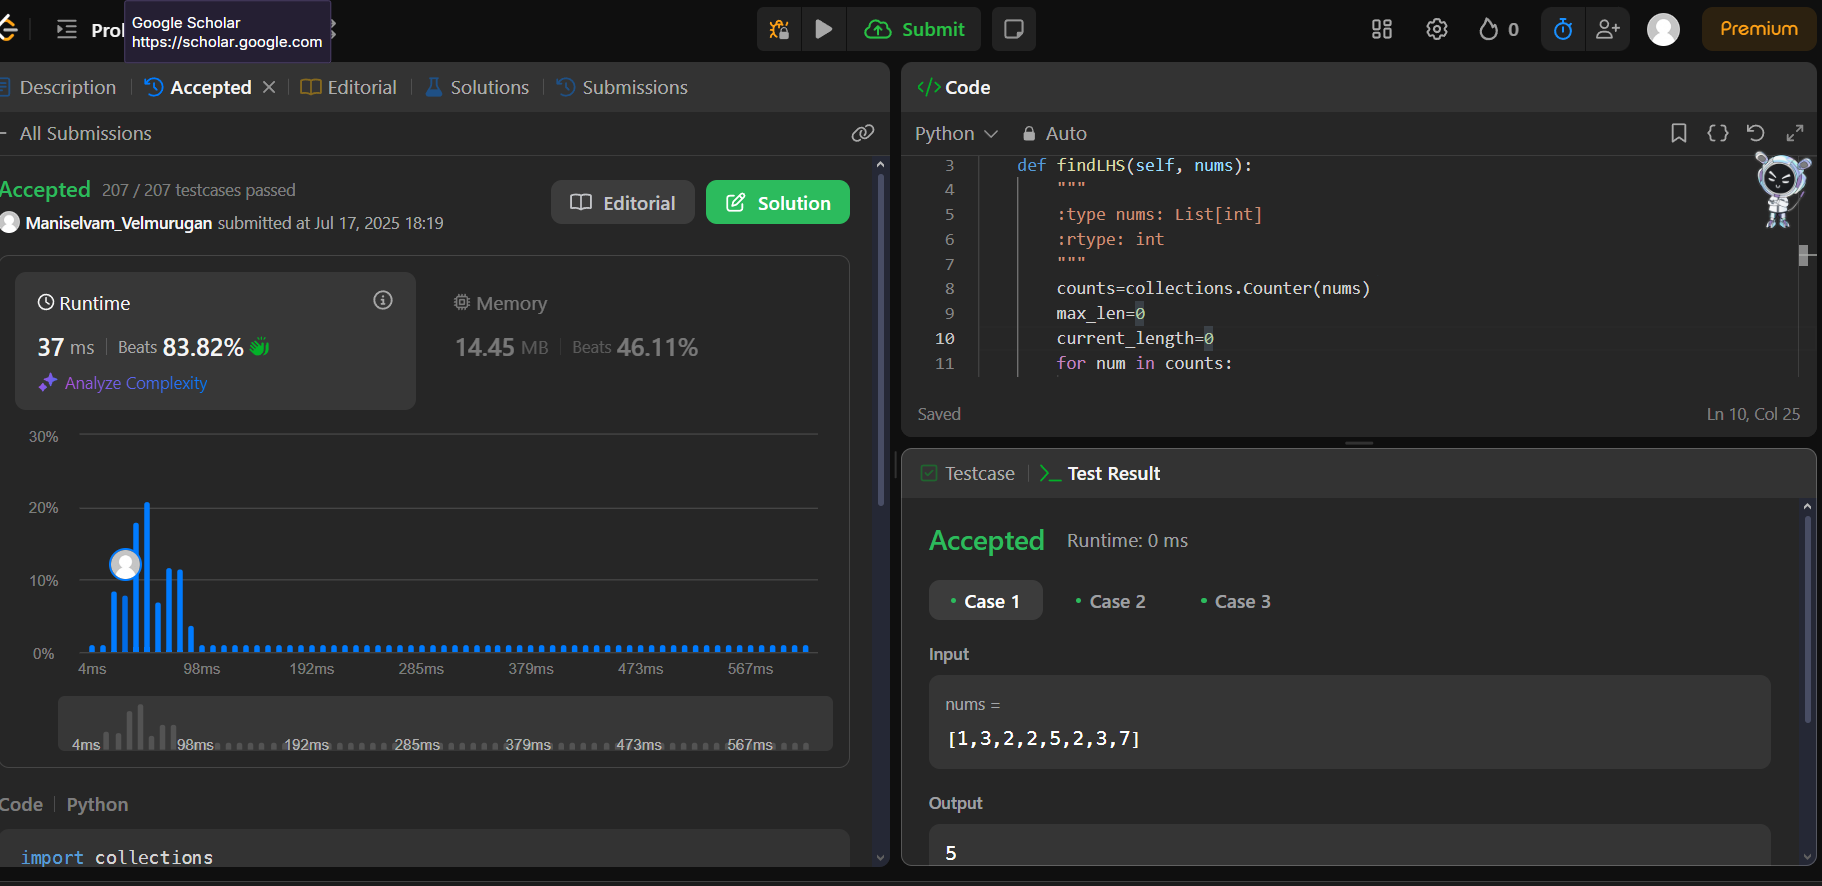 Google Scholar
https://scholar.google.com
Submit
0
Premium
Description
Accepted
Editorial
Solutions
Submissions
All Submissions
Accepted 207 / 207 testcases passed
Maniselvam_Velmurugan submitted at Jul 17, 2025 18:19
Editorial
Solution
Runtime
37 ms Beats 83.82%
Analyze Complexity
Memory
14.45 MB Beats 46.11%
30%
20%
10%
0%
4ms 98ms 192ms 285ms 379ms 473ms 567ms
4ms 98ms 192ms 285ms 379ms 473ms 567ms
Code Python
import collections
</> Code
Python Auto
3 def findLHS(self, nums):
4 """
5 :type nums: List[int]
6 :rtype: int
7 """
8 counts=collections.Counter(nums)
9 max_len=0
10 current_length=0
11 for num in counts:
Saved
Ln 10, Col 25
Testcase
Test Result
Accepted Runtime: 0 ms
Case 1 Case 2 Case 3
Input
nums =
[1,3,2,2,5,2,3,7]
Output
5